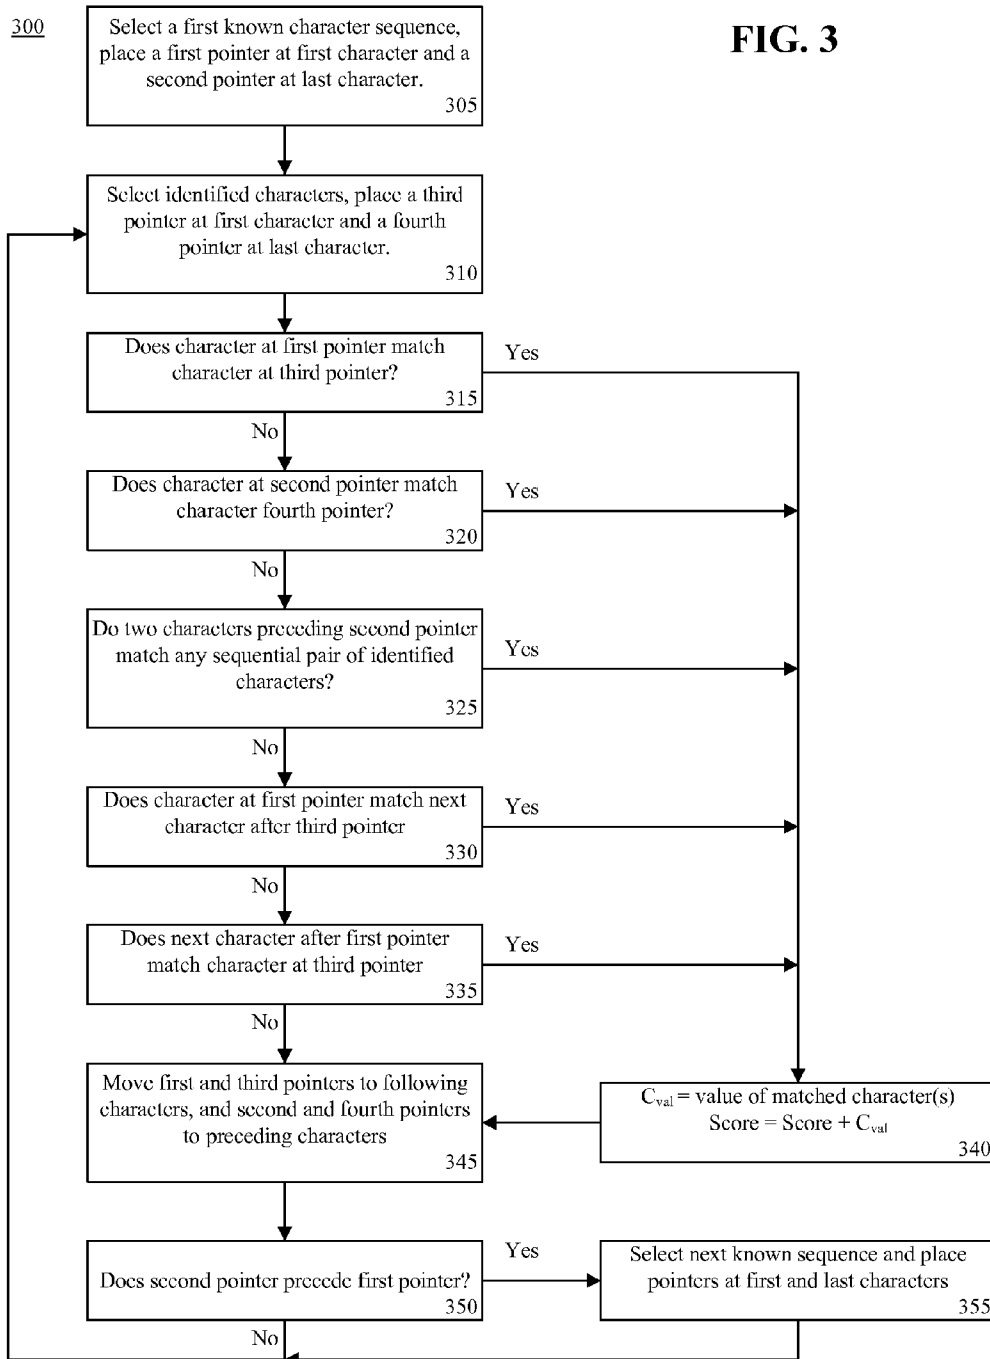 300
FIG. 3
Select a first known character sequence,
place a first pointer at first character and a
second pointer at last character.
305
Select identified characters, place a third
pointer at first character and a fourth
pointer at last character.
310
Does character at first pointer match
character at third pointer?
315
Yes
No
Does character at second pointer match
character fourth pointer?
320
Yes
No
Do two characters preceding second pointer
match any sequential pair of identified
characters?
325
Yes
No
Does character at first pointer match next
character after third pointer
330
Yes
No
Does next character after first pointer
match character at third pointer
335
Yes
No
Move first and third pointers to following
characters, and second and fourth pointers
to preceding characters
345
C_val = value of matched character(s)
Score = Score + C_val
340
Does second pointer precede first pointer?
350
Yes
No
Select next known sequence and place
pointers at first and last characters
355